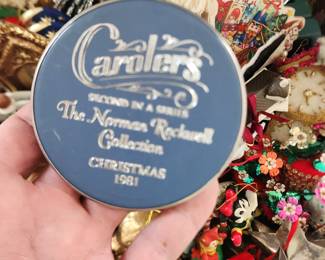 Carolers
SECOND IN A SERIES
The Norman Rockwell
Collection
CHRISTMAS
1981